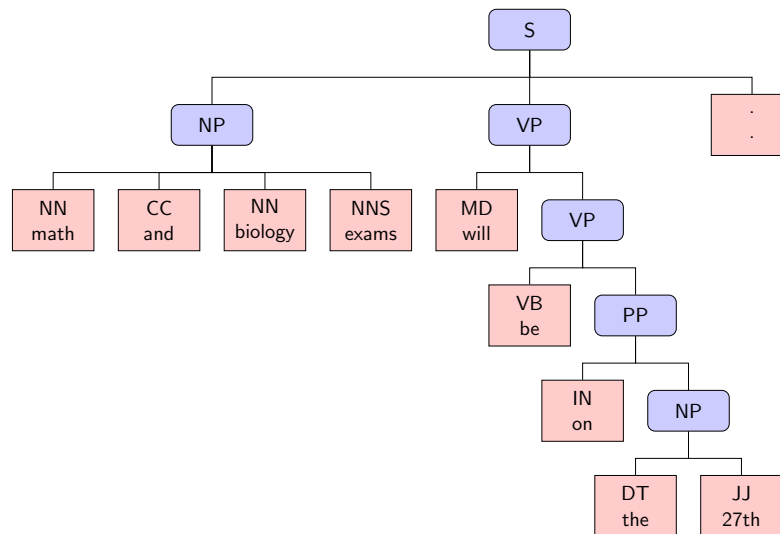 S
NP
VP
.
.
NN
math
CC
and
NN
biology
NNS
exams
MD
will
VP
VB
be
PP
IN
on
NP
DT
the
JJ
27th